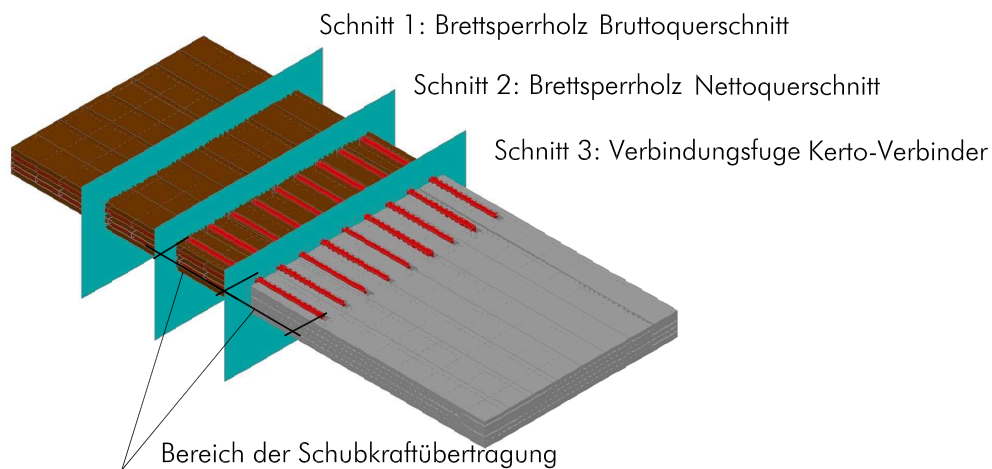 Schnitt 1: Brettsperrholz Bruttoquerschnitt
Schnitt 2: Brettsperrholz Nettoquerschnitt
Schnitt 3: Verbindungsfuge Kerto-Verbinder
Bereich der Schubkraftübertragung